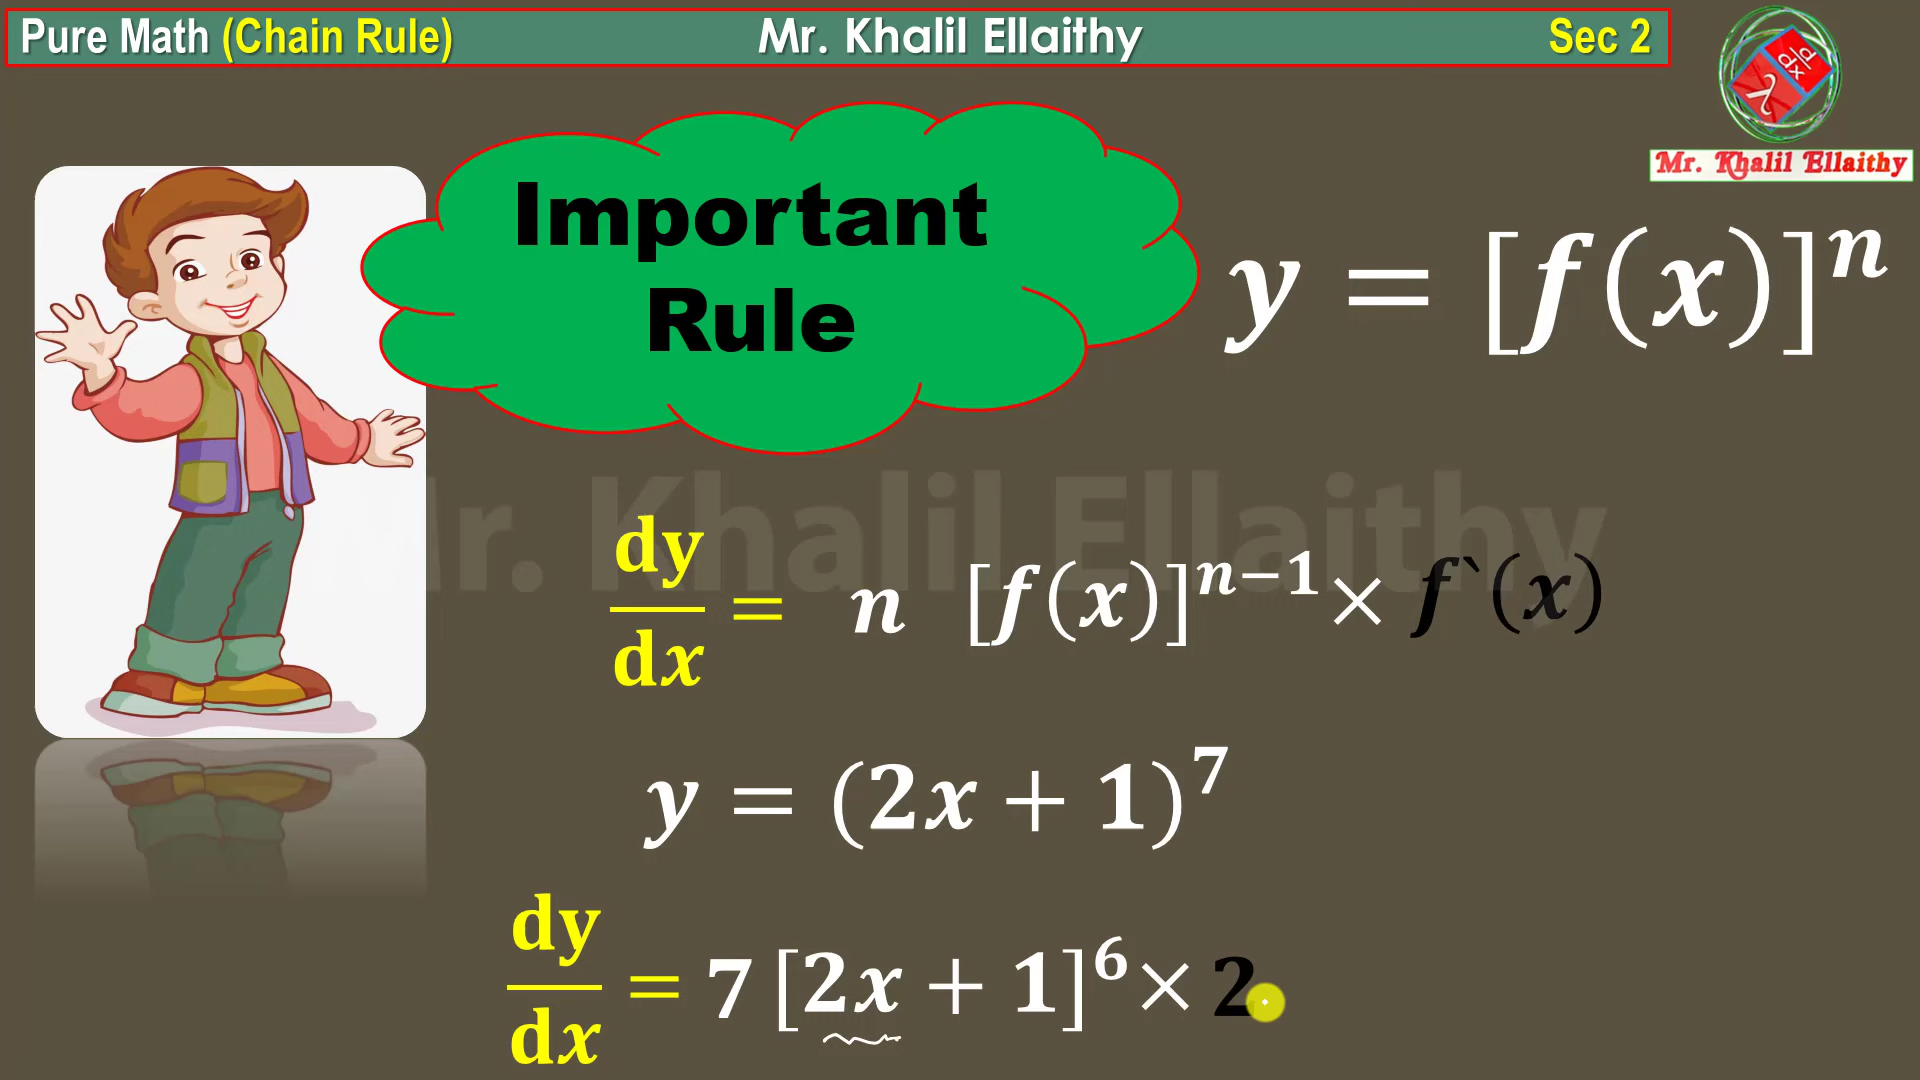 Pure Math (Chain Rule) Mr. Khalil Ellaithy Sec 2
λ dx/d
Mr. Khalil Ellaithy
Important
Rule
y = [f(x)]ⁿ
Mr. Khalil Ellaithy
dy/dx = n [f(x)]ⁿ⁻¹ × f`(x)
y = (2x + 1)⁷
dy/dx = 7 [2x + 1]⁶ × 2